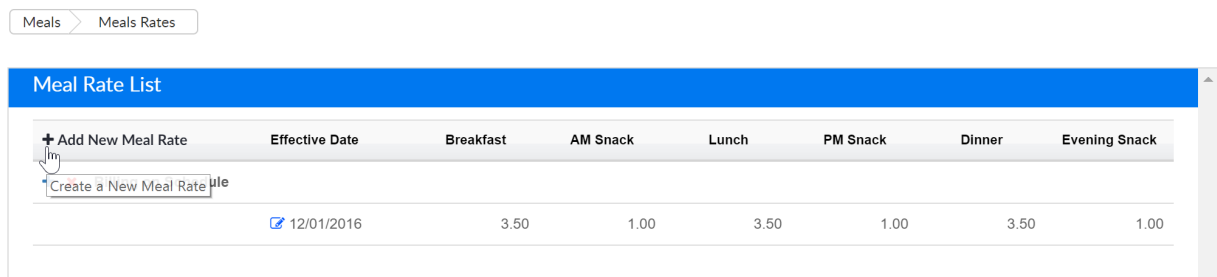 Meals Meals Rates
Meal Rate List
+ Add New Meal Rate Effective Date Breakfast AM Snack Lunch PM Snack Dinner Evening Snack
Create a New Meal Rate
12/01/2016 3.50 1.00 3.50 1.00 3.50 1.00